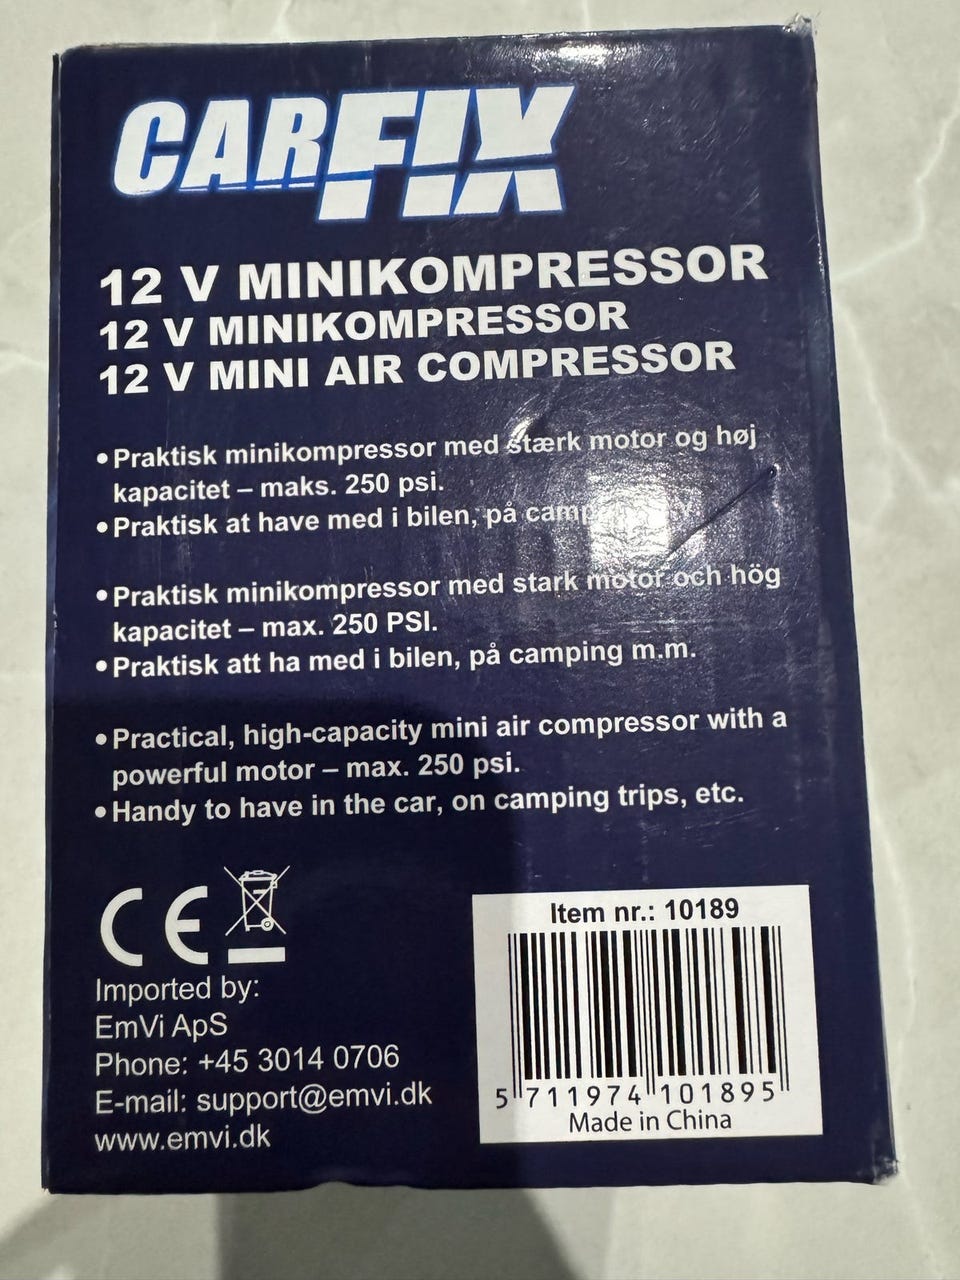 CARFIX
12 V MINIKOMPRESSOR
12 V MINIKOMPRESSOR
12 V MINI AIR COMPRESSOR
• Praktisk minikompressor med stærk motor og høj
kapacitet – maks. 250 psi.
• Praktisk at have med i bilen, på
• Praktisk minikompressor med stark motor och hög
kapacitet – max. 250 PSI.
• Praktisk att ha med i bilen, på camping m.m.
• Practical, high-capacity mini air compressor with a
powerful motor – max. 250 psi.
• Handy to have in the car, on camping trips, etc.
CE
Imported by:
EmVi ApS
Phone: +45 3014 0706
E-mail: support@emvi.dk
www.emvi.dk
Item nr.: 10189
5 711974 101895
Made in China